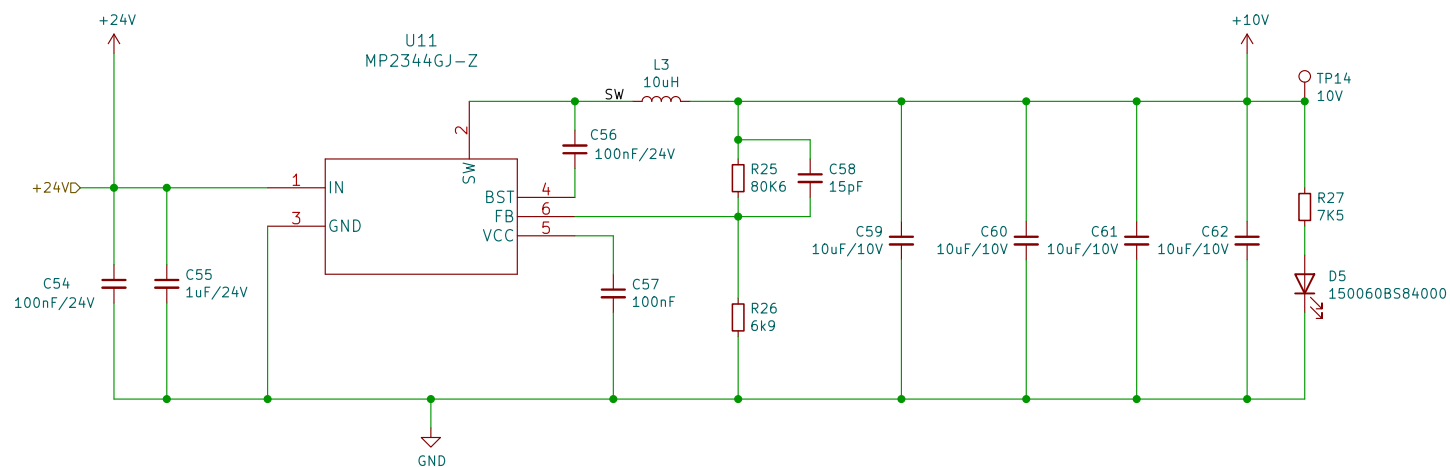 +24V
+10V
U11
MP2344GJ-Z
L3
10uH
SW
TP14
10V
2
SW
C56
100nF/24V
R25
80K6
C58
15pF
+24V
1
IN
3
GND
BST
4
FB
6
VCC
5
R27
7K5
C59
10uF/10V
C60
10uF/10V
C61
10uF/10V
C62
10uF/10V
C54
100nF/24V
C55
1uF/24V
C57
100nF
R26
6k9
D5
150060BS84000
GND